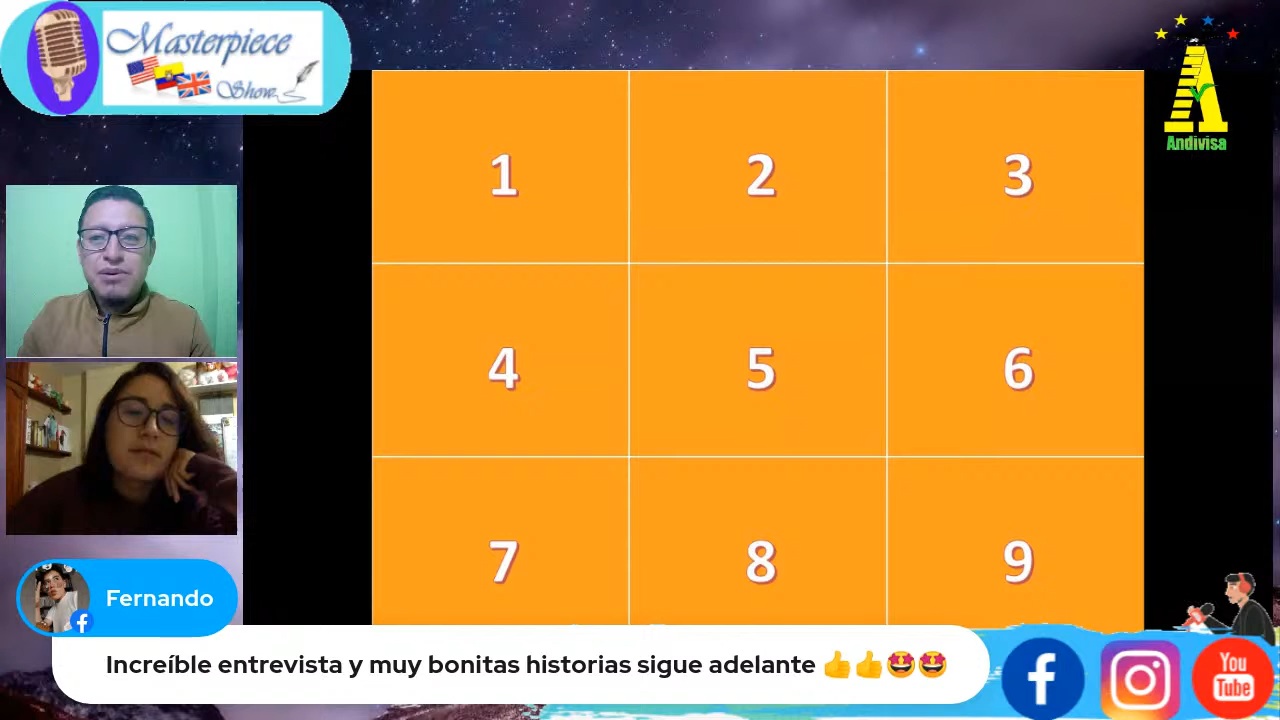 Masterpiece
Show
Andivisa
1 2 3
4 5 6
7 8 9
Fernando
Increíble entrevista y muy bonitas historias sigue adelante 👍👍🤩🤩
You
Tube